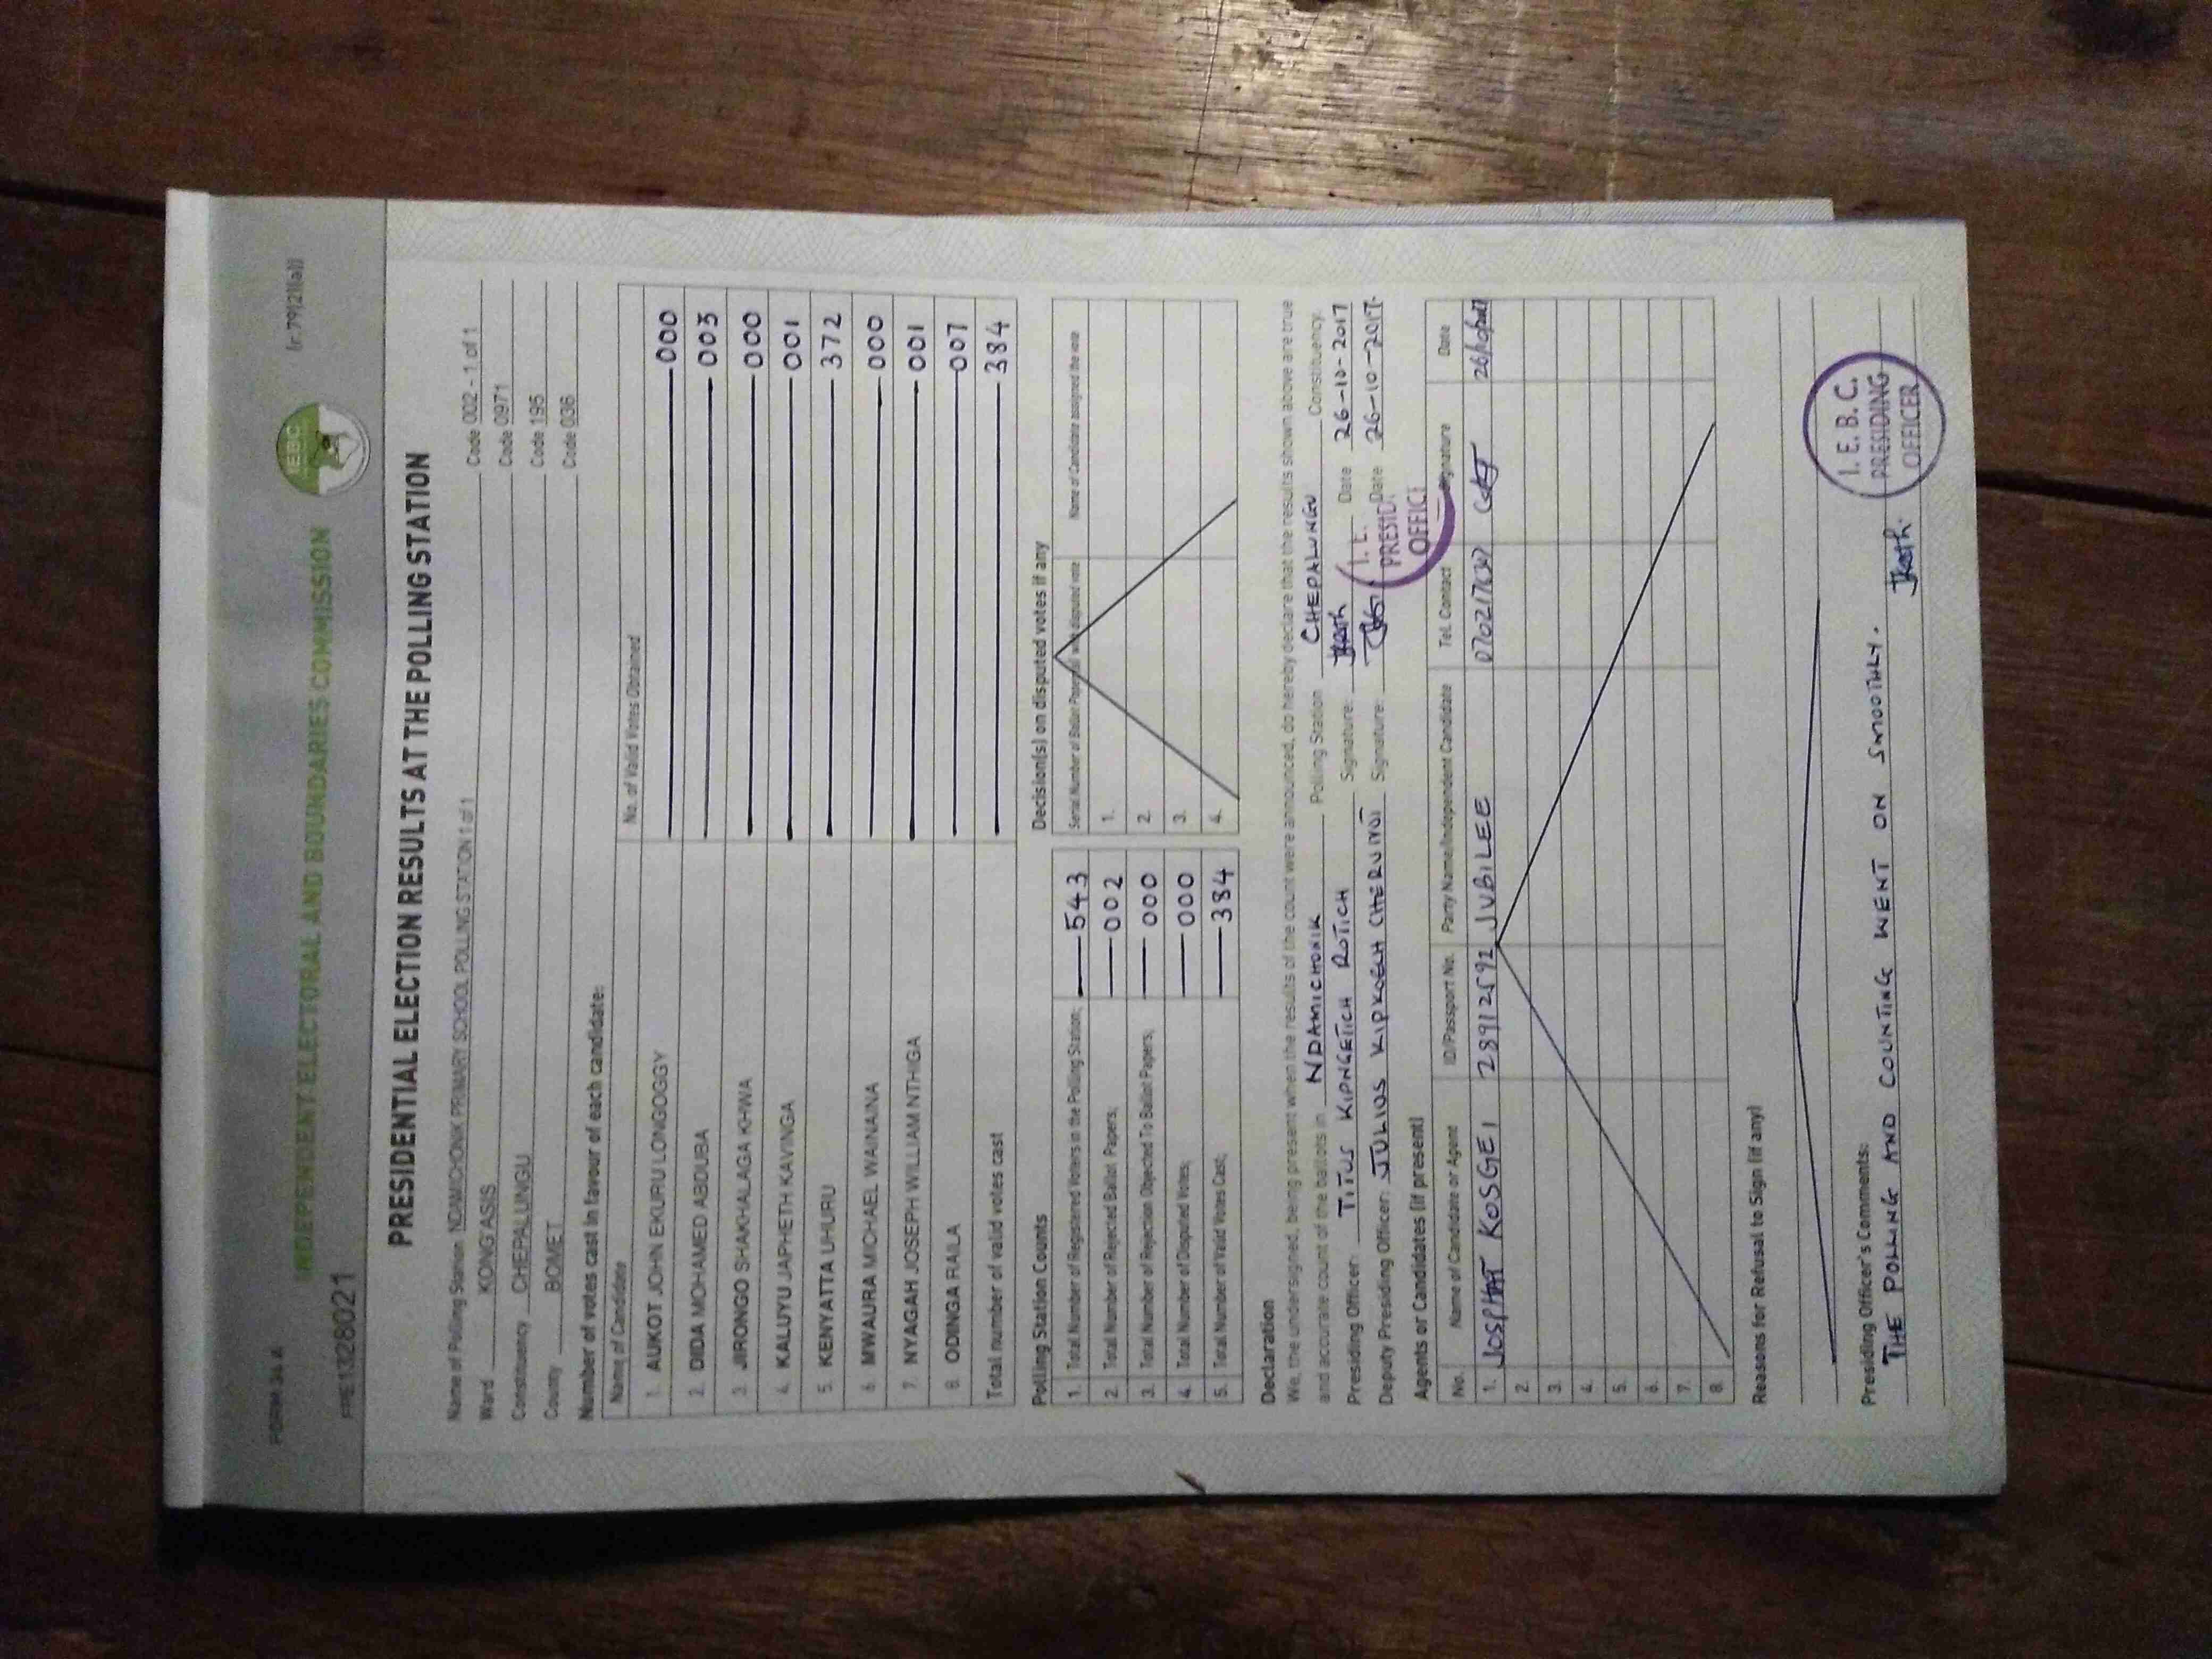 FORM 34 A
(r.79)2)(a))
INDEPENDENT ELECTORAL AND BOUNDARIES COMMISSION
IEBC
PRE1328021
PRESIDENTIAL ELECTION RESULTS AT THE POLLING STATION
Name of Polling Station NDAMICHONIK PRIMARY SCHOOL POLLING STATION 1 of 1 Code 002 - 1 of 1
Ward KONG'ASIS Code 0971
Constituency CHEPALUNGU Code 195
County BOMET Code 036
Number of votes cast in favour of each candidate:
Name of Candidate No. of Valid Votes Obtained
1. AUKOT JOHN EKURU LONGOGGY 000
2. DIDA MOHAMED ABDUBA 003
3. JIRONGO SHAKHALAGA KHWA 000
4. KALUYU JAPHETH KAVINGA 001
5. KENYATTA UHURU 372
6. MWAURA MICHAEL WAINAINA 000
7. NYAGAH JOSEPH WILLIAM NTHIGA 001
8. ODINGA RAILA 007
Total number of valid votes cast 384
Polling Station Counts
1. Total Number of Registered Voters in the Polling Station; 543
2. Total Number of Rejected Ballot Papers; 002
3. Total Number of Rejection Objected To Ballot Papers; 000
4. Total Number of Disputed Votes; 000
5. Total Number of Valid Votes Cast; 384
Decision(s) on disputed votes if any
Serial Number of Ballot Paper disputed vote Name of Candidate assigned the vote
1.
2.
3.
4.
Declaration
We, the undersigned, being present when the results of the count were announced, do hereby declare that the results shown above are true
and accurate count of the ballots in NDAMICHONIK Polling Station CHEPALUNGU Constituency.
Presiding Officer: TITUS KIPNGETICH ROTICH Signature: Date 26-10-2017
Deputy Presiding Officer: JULIUS KIPKOECH CHERUIYOT Signature: Date 26-10-2017
I. E.
PRESID
OFFICE
Agents or Candidates (if present)
No. Name of Candidate or Agent ID/Passport No. Party Name/Independent Candidate Tel. Contact Signature Date
1. JOSPHAT KOSGEI 28912592 JUBILEE
2.
3.
4.
5.
6.
7.
8.
Reasons for Refusal to Sign (if any)
Presiding Officer's Comments:
THE POLLING AND COUNTING WENT ON SMOOTHLY.
I. E. B. C.
PRESIDING
OFFICER